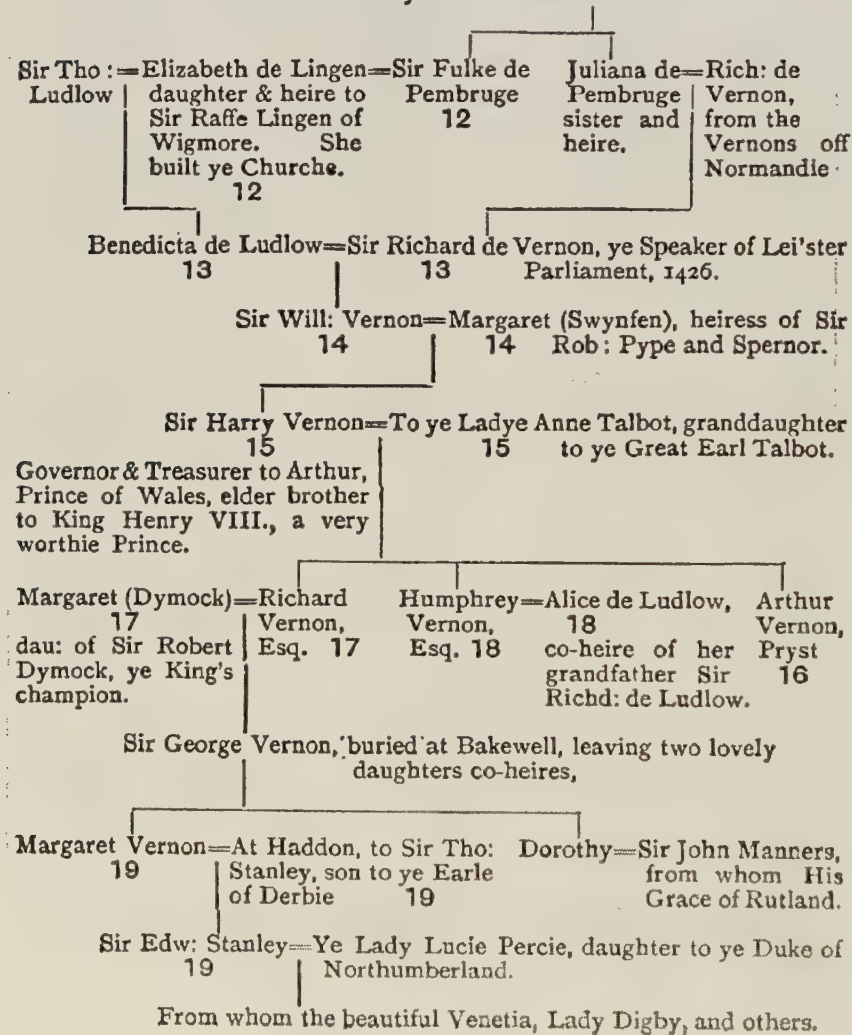 Sir Tho:=Elizabeth de Lingen=Sir Fulke de Juliana de=Rich: de
Ludlow daughter & heire to Pembruge Pembruge Vernon,
Sir Raffe Lingen of 12 sister and from the
Wigmore. She heire. Vernons off
built ye Churche. Normandie
12
Benedicta de Ludlow=Sir Richard de Vernon, ye Speaker of Lei'ster
13 13 Parliament, 1426.
Sir Will: Vernon=Margaret (Swynfen), heiress of Sir
14 14 Rob: Pype and Spernor.
Sir Harry Vernon=To ye Ladye Anne Talbot, granddaughter
15 15 to ye Great Earl Talbot.
Governor & Treasurer to Arthur,
Prince of Wales, elder brother
to King Henry VIII., a very
worthie Prince.
Margaret (Dymock)=Richard Humphrey=Alice de Ludlow, Arthur
17 Vernon, Vernon, 18 Vernon,
dau: of Sir Robert Esq. 17 Esq. 18 co-heire of her Pryst
Dymock, ye King's grandfather Sir 16
champion. Richd: de Ludlow.
Sir George Vernon, buried at Bakewell, leaving two lovely
daughters co-heires,
Margaret Vernon=At Haddon, to Sir Tho: Dorothy=Sir John Manners,
19 Stanley, son to ye Earle from whom His
of Derbie 19 Grace of Rutland.
Sir Edw: Stanley=Ye Lady Lucie Percie, daughter to ye Duke of
19 Northumberland.
From whom the beautiful Venetia, Lady Digby, and others.